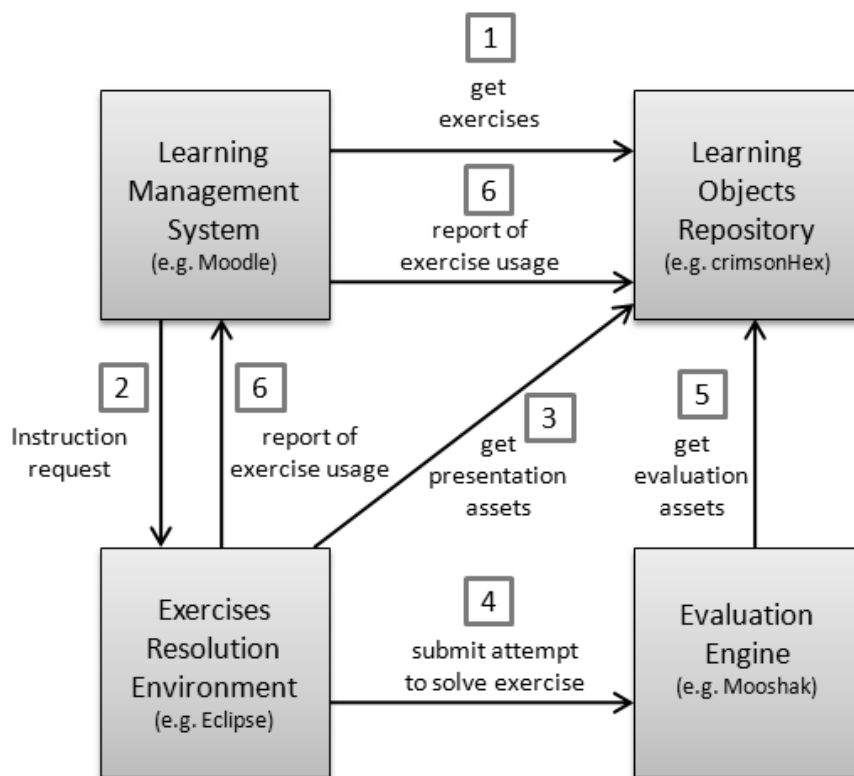 1
get
exercises
Learning
Management
System
(e.g. Moodle)
6
report of
exercise usage
Learning
Objects
Repository
(e.g. crimsonHex)
2
Instruction
request
6
report of
exercise usage
3
get
presentation
assets
5
get
evaluation
assets
Exercises
Resolution
Environment
(e.g. Eclipse)
4
submit attempt
to solve exercise
Evaluation
Engine
(e.g. Mooshak)